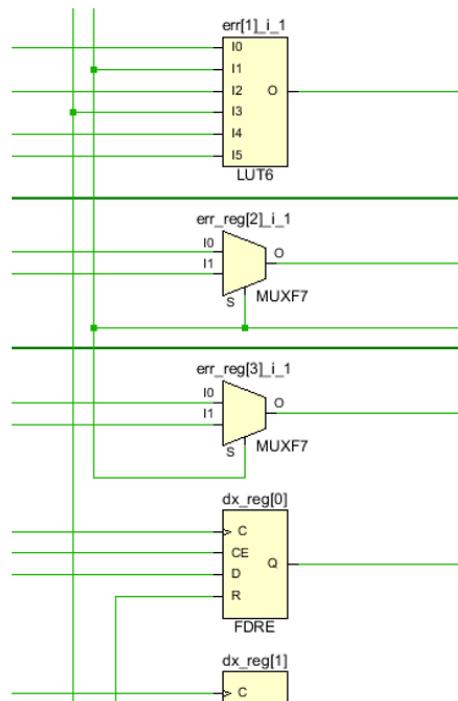 err[1]_i_1
I0
I1
I2
O
I3
I4
I5
LUT6
err_reg[2]_i_1
I0
I1
O
S
MUXF7
err_reg[3]_i_1
I0
I1
O
S
MUXF7
dx_reg[0]
C
CE
D
Q
R
FDRE
dx_reg[1]
C